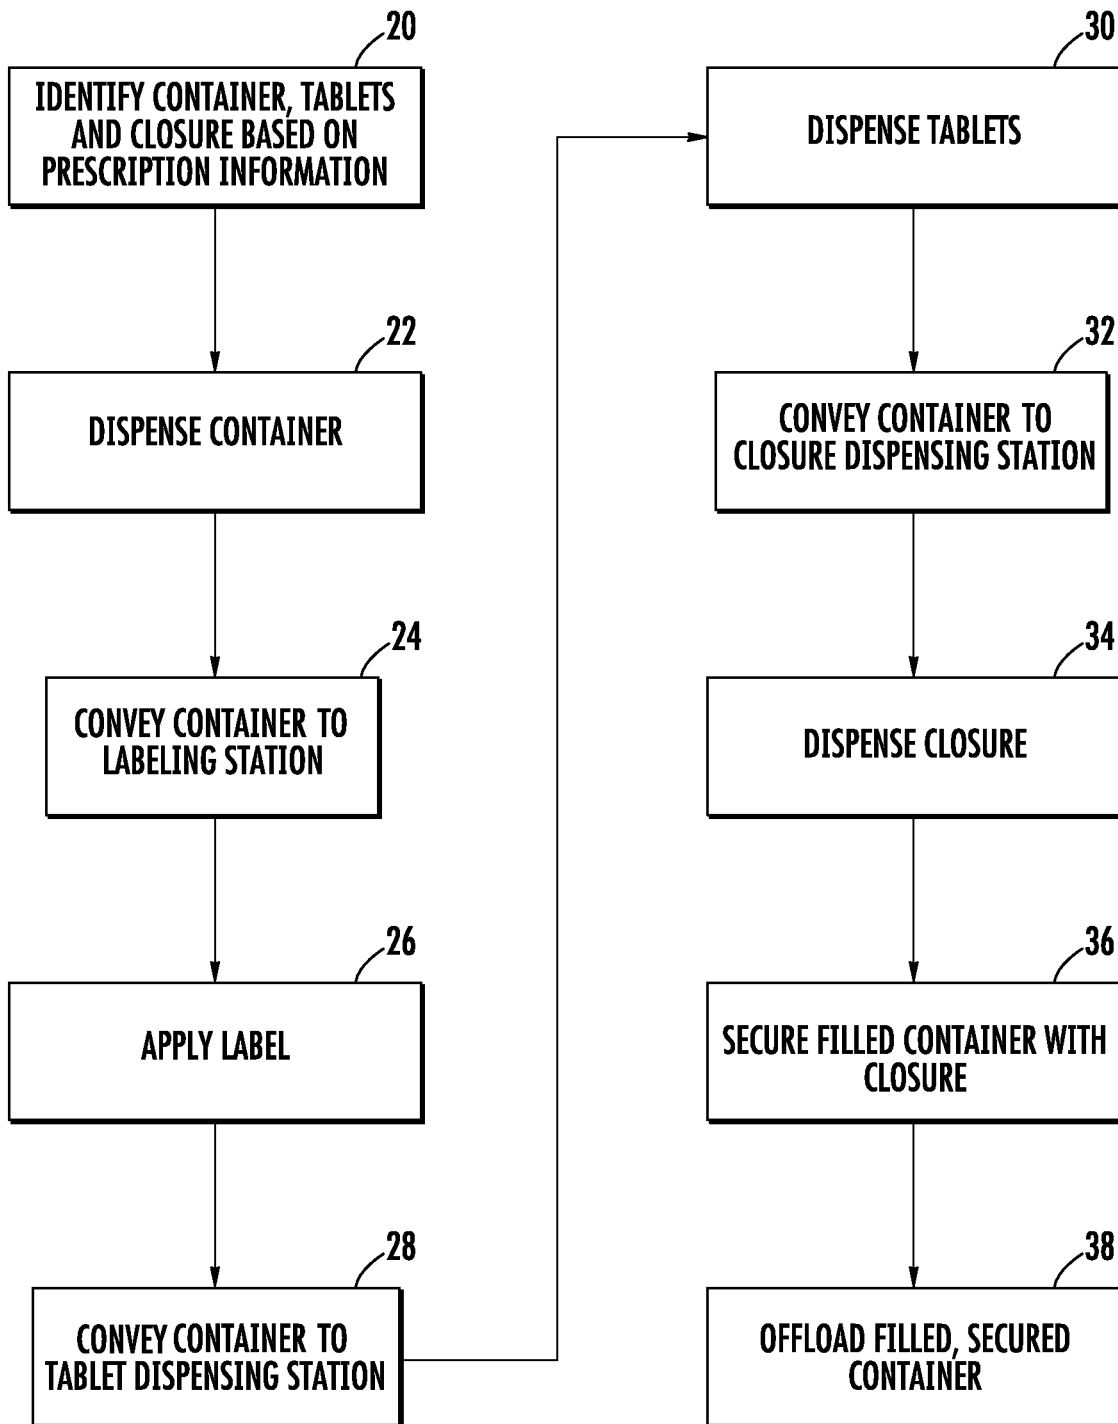 20
IDENTIFY CONTAINER, TABLETS
AND CLOSURE BASED ON
PRESCRIPTION INFORMATION
22
DISPENSE CONTAINER
24
CONVEY CONTAINER TO
LABELING STATION
26
APPLY LABEL
28
CONVEY CONTAINER TO
TABLET DISPENSING STATION
30
DISPENSE TABLETS
32
CONVEY CONTAINER TO
CLOSURE DISPENSING STATION
34
DISPENSE CLOSURE
36
SECURE FILLED CONTAINER WITH
CLOSURE
38
OFFLOAD FILLED, SECURED
CONTAINER